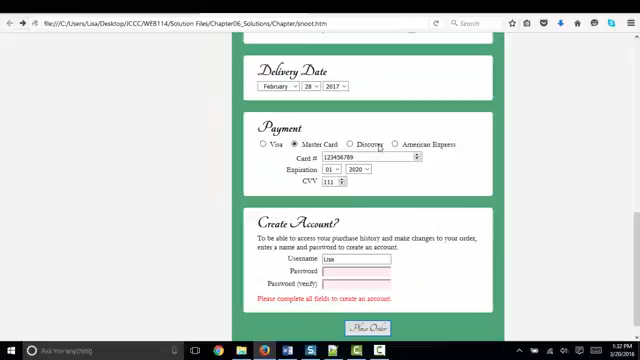 file:///C:/Users/Lisa/Desktop/JCCC/WEB114/Solution Files/Chapter06_Solutions/Chapter/snoot.htm
Search
Delivery Date
February 28 2017
Payment
Visa Master Card Discover American Express
Card # 123456789
Expiration 01 2020
CVV 111
Create Account?
To be able to access your purchase history and make changes to your order,
enter a name and password to create an account.
Username Lisa
Password
Password (verify)
Please complete all fields to create an account.
Place Order
Ask me anything
1:32 PM
3/20/2016